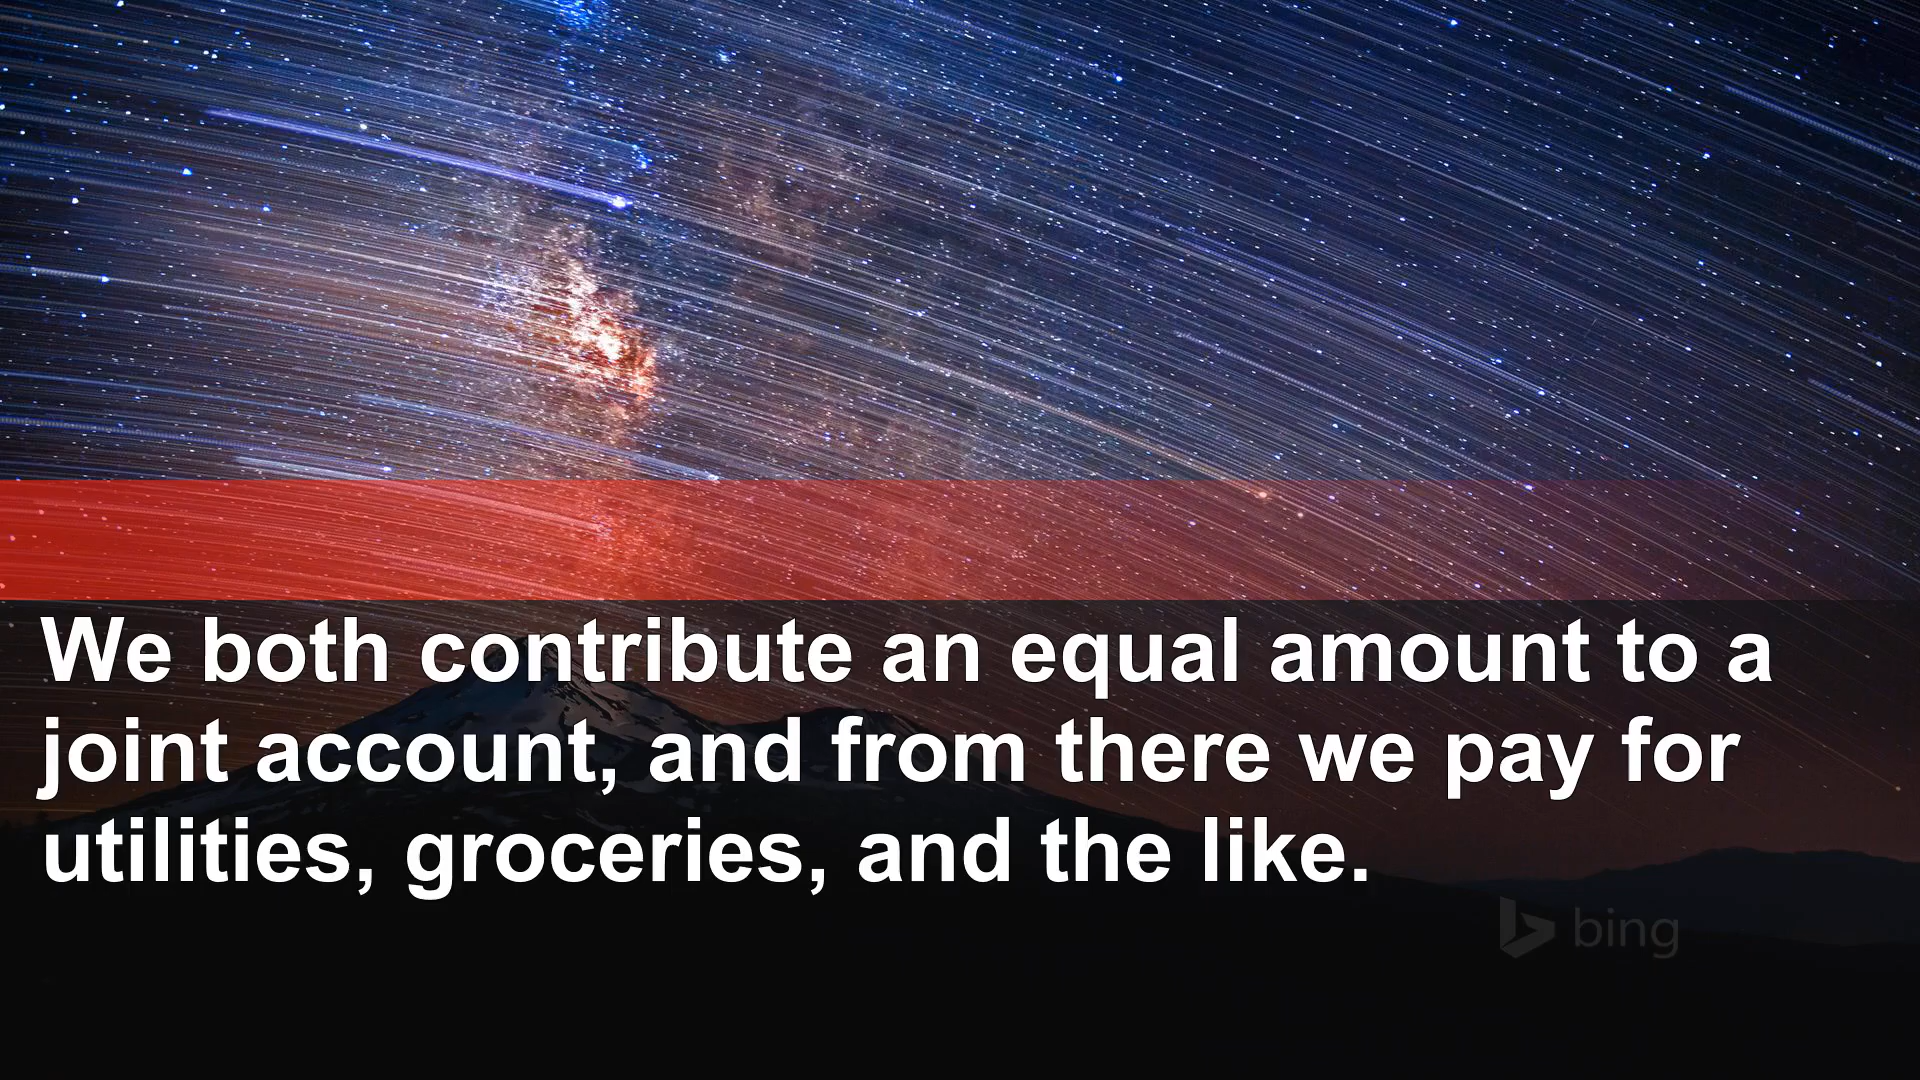 We both contribute an equal amount to a
joint account, and from there we pay for
utilities, groceries, and the like.
bing